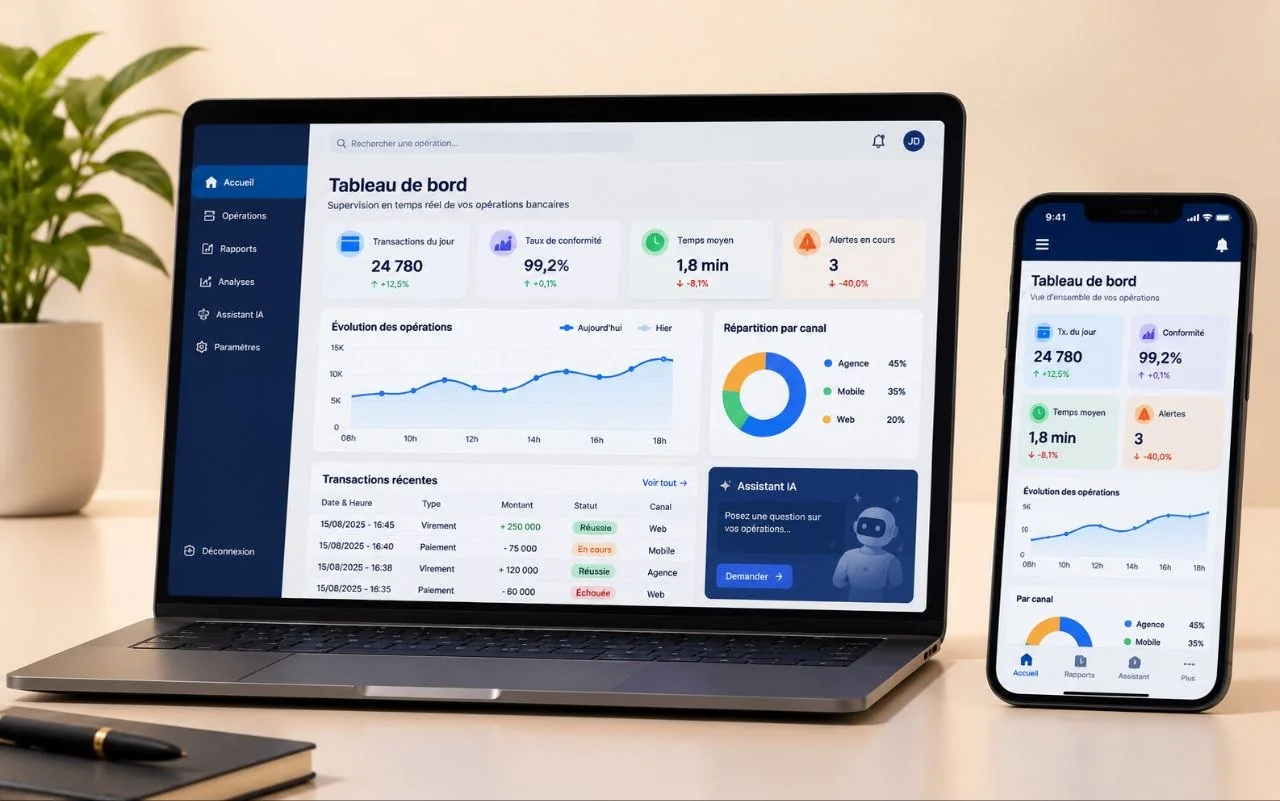 Rechercher une opération...
JD
Accueil
Opérations
Rapports
Analyses
Assistant IA
Paramétres
Déconnexion
Tableau de bord
Supervision en temps réel de vos opérations bancaires
Transactions du jour
24 780
↑ +12,5%
Taux de conformité
99,2%
↑ +0,1%
Temps moyen
1,8 min
↓ -8,1%
Alertes en cours
3
↓ -40,0%
Évolution des opérations
Aujourd'hui
Hier
15K
10K
5K
0
08h 10h 12h 14h 16h 18h
Répartition par canal
Agence 45%
Mobile 35%
Web 20%
Transactions récentes
Voir tout →
Date & Heure Type Montant Statut Canal
15/08/2025 - 16:45 Virement + 250 000 Réussie Web
15/08/2025 - 16:40 Paiement - 75 000 En cours Mobile
15/08/2025 - 16:38 Virement + 120 000 Réussie Agence
15/08/2025 - 16:35 Paiement - 60 000 Échouée Web
Assistant IA
Posez une question sur
vos opérations...
Demander →
9:41
Tableau de bord
Vue d'ensemble de vos opérations
Tx. du jour
24 780
↑ +12,5%
Conformité
99,2%
↑ +0,1%
Temps moyen
1,8 min
↓ -8,1%
Alertes
3
↓ -40,0%
Évolution des opérations
9K
0
08h 10h 12h 14h 16h 18h
Par canal
Agence 45%
Mobile 35%
Accueil
Rapports
Assistant
Plus